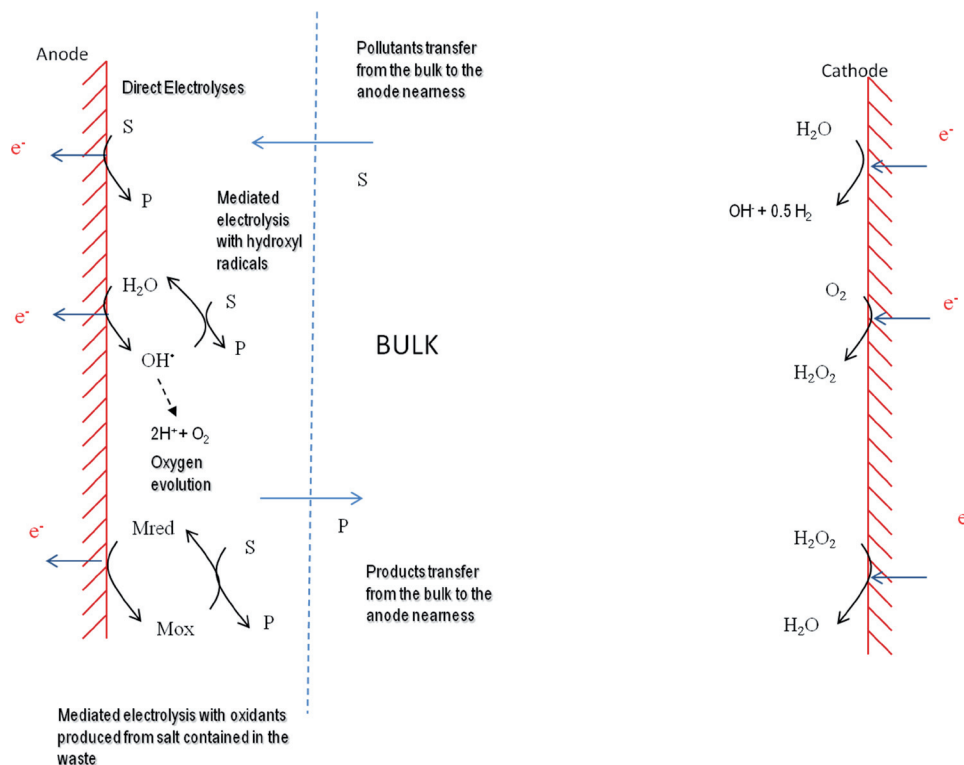 Anode
Direct Electrolyses
e-
S
P
Mediated
electrolysis
with hydroxyl
radicals
e-
H2O
OH•
S
P
2H+ + O2
Oxygen
evolution
e-
Mred
Mox
S
P
Mediated electrolysis with oxidants
produced from salt contained in the
waste
Pollutants transfer
from the bulk to the
anode nearness
S
BULK
P
Products transfer
from the bulk to the
anode nearness
Cathode
H2O
e-
OH- + 0.5 H2
O2
e-
H2O2
e
H2O2
H2O